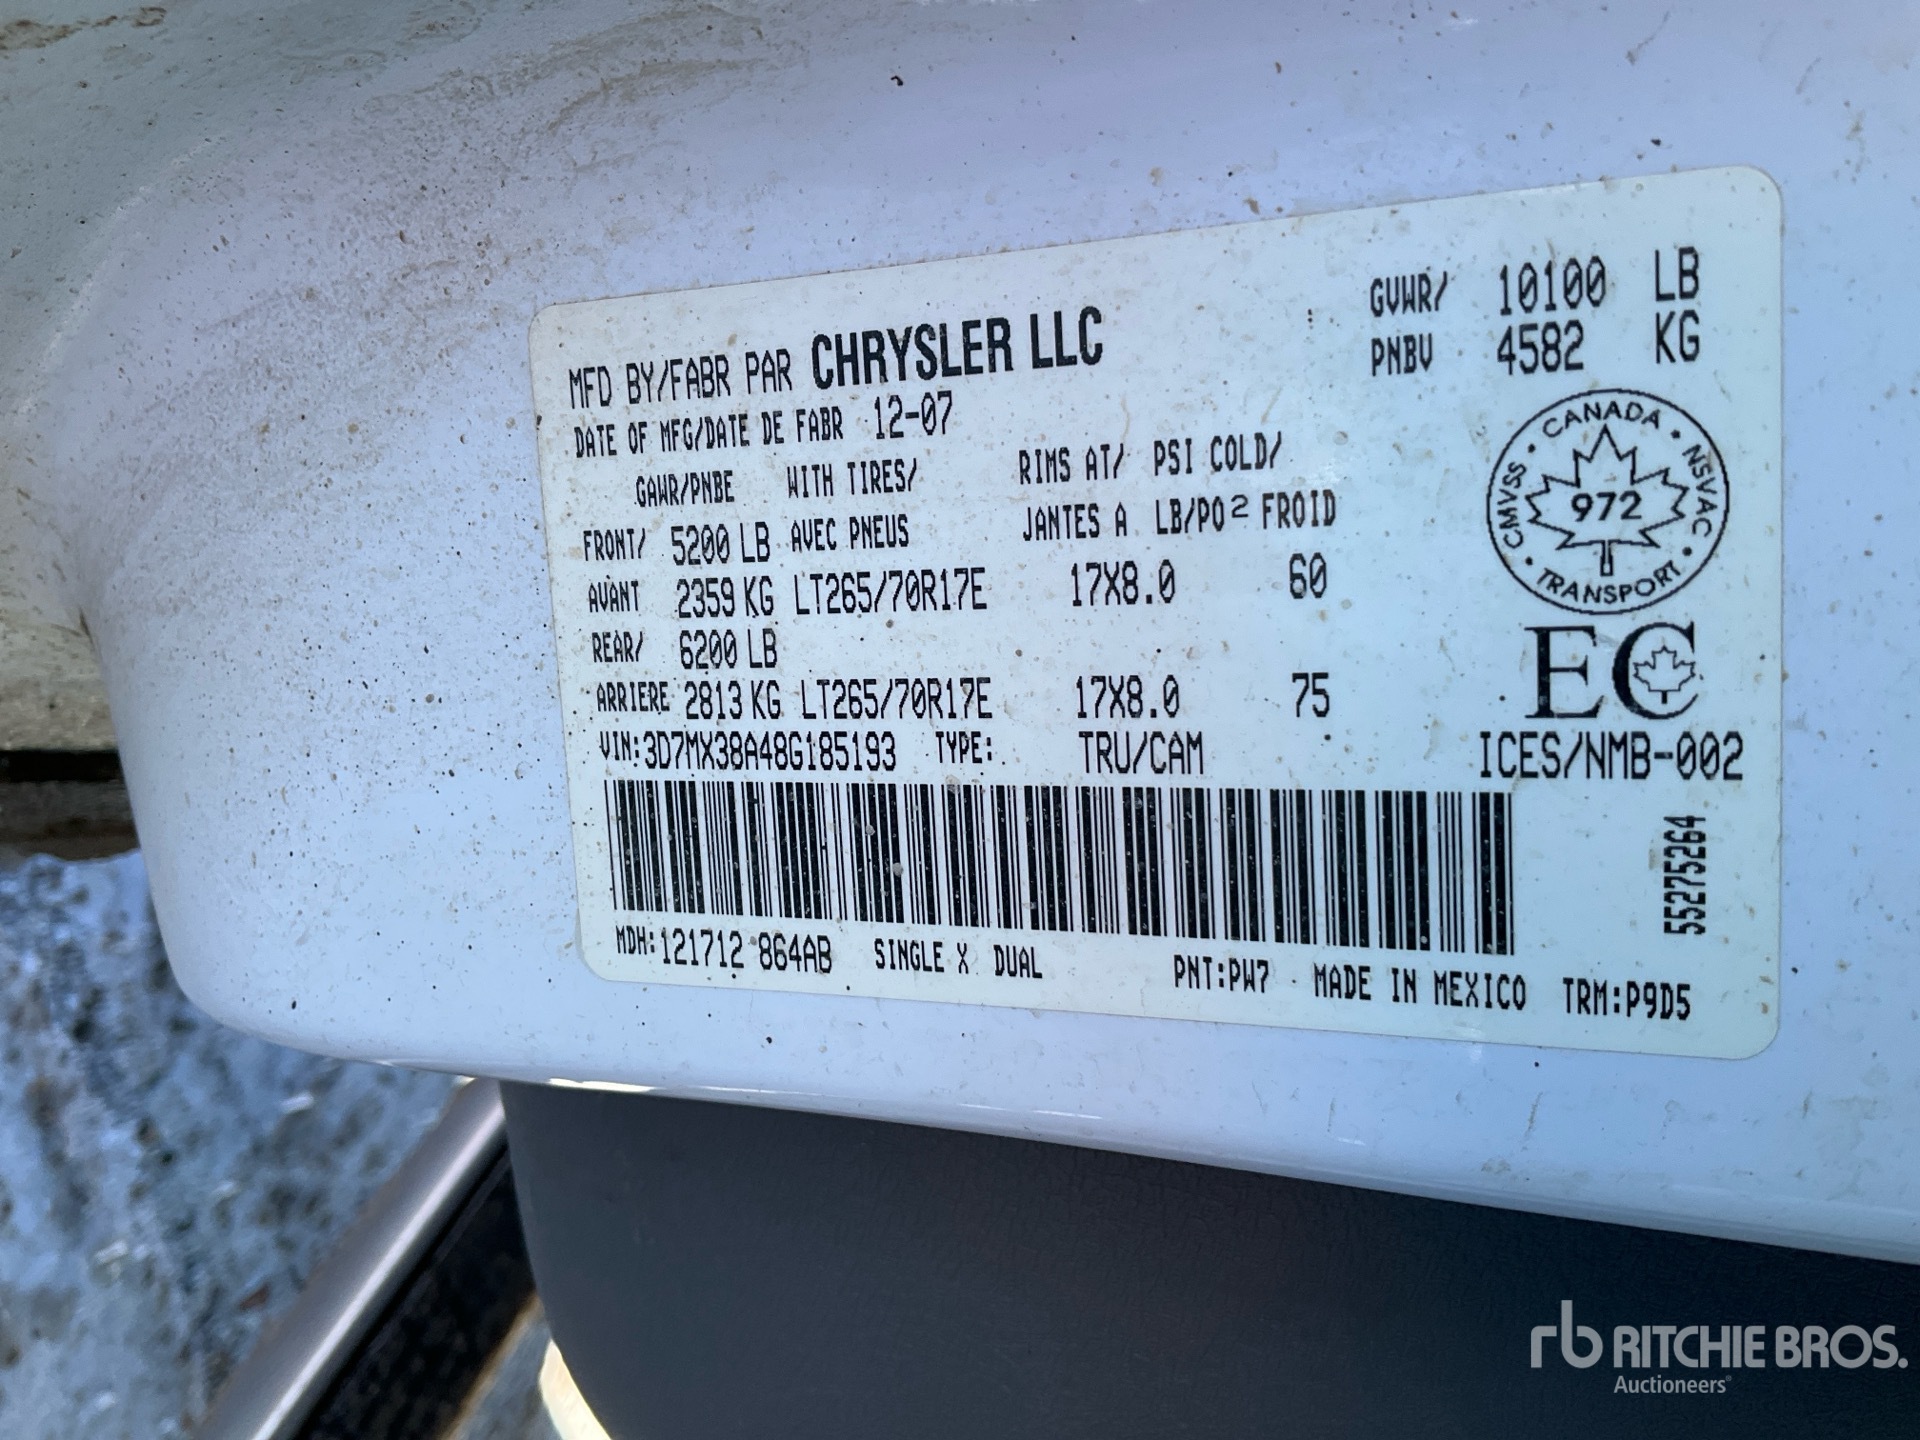 MFD BY/FABR PAR CHRYSLER LLC
GVWR/ 10100 LB
PNBV 4582 KG
DATE OF MFG/DATE DE FABR 12-07
GAWR/PNBE WITH TIRES/ RIMS AT/ PSI COLD/
FRONT/ 5200 LB AVEC PNEUS JANTES A LB/PO² FROID
AVANT 2359 KG LT265/70R17E 17X8.0 60
REAR/ 6200 LB
ARRIERE 2813 KG LT265/70R17E 17X8.0 75
VIN:3D7MX38A48G185193 TYPE: TRU/CAM ICES/NMB-002
CANADA • NSVAC • TRANSPORT • CMVSS •
972
EC
55275264
MDH:121712 864AB SINGLE X DUAL PNT:PW7 MADE IN MEXICO TRM:P9D5
rb RITCHIE BROS.
Auctioneers®